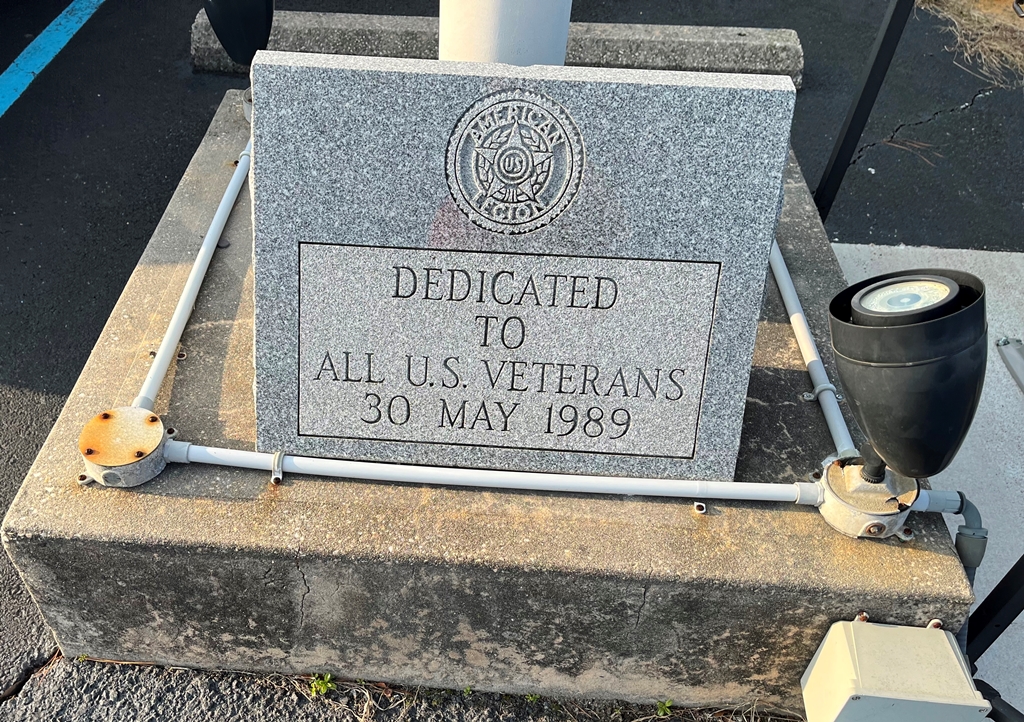 AMERICAN
US
LEGION
DEDICATED
TO
ALL U.S. VETERANS
30 MAY 1989